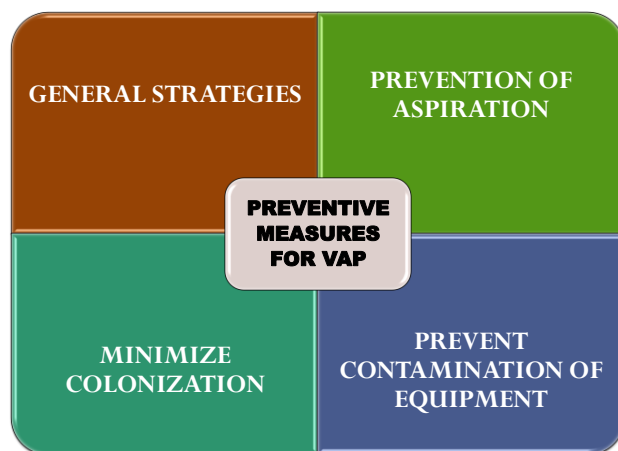 GENERAL STRATEGIES
PREVENTION OF
ASPIRATION
PREVENTIVE
MEASURES
FOR VAP
MINIMIZE
COLONIZATION
PREVENT
CONTAMINATION OF
EQUIPMENT